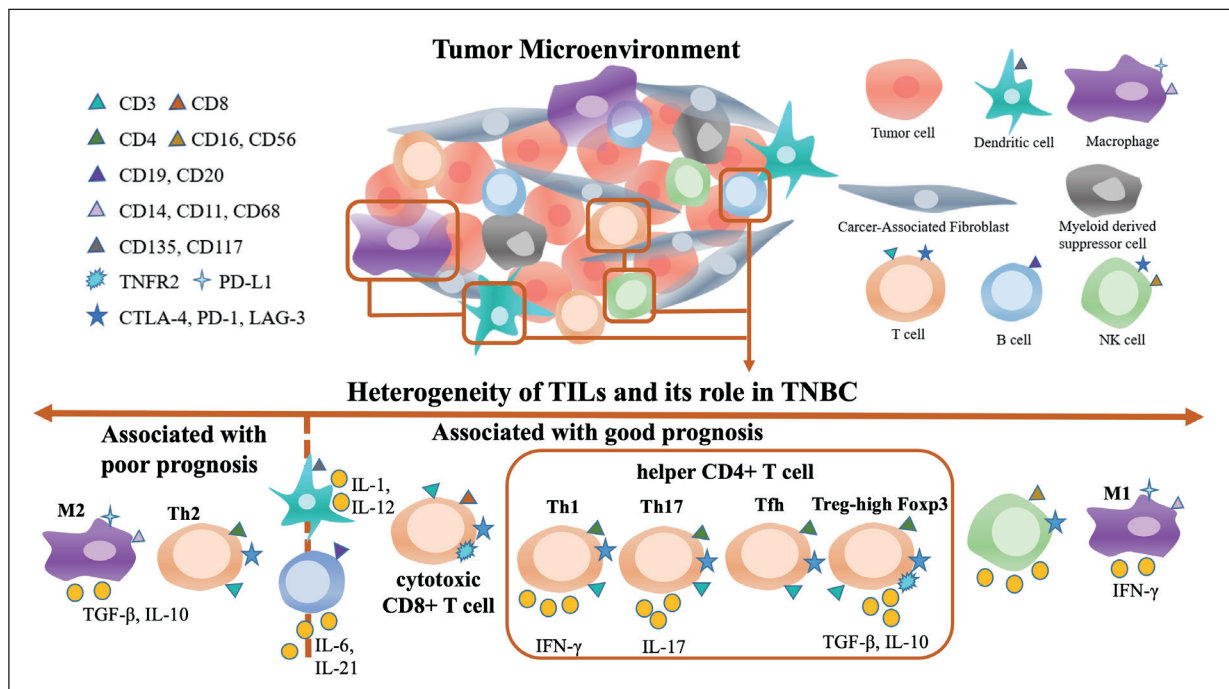 Tumor Microenvironment
CD3 CD8
CD4 CD16, CD56
CD19, CD20
CD14, CD11, CD68
CD135, CD117
TNFR2 PD-L1
CTLA-4, PD-1, LAG-3
Tumor cell
Dendritic cell
Macrophage
Carcer-Associated Fibroblast
Myeloid derived
suppressor cell
T cell
B cell
NK cell
Heterogeneity of TILs and its role in TNBC
Associated with
poor prognosis
Associated with good prognosis
M2
Th2
TGF-β, IL-10
IL-1,
IL-12
IL-6,
IL-21
cytotoxic
CD8+ T cell
helper CD4+ T cell
Th1
Th17
Tfh
Treg-high Foxp3
IFN-γ
IL-17
TGF-β, IL-10
M1
IFN-γ